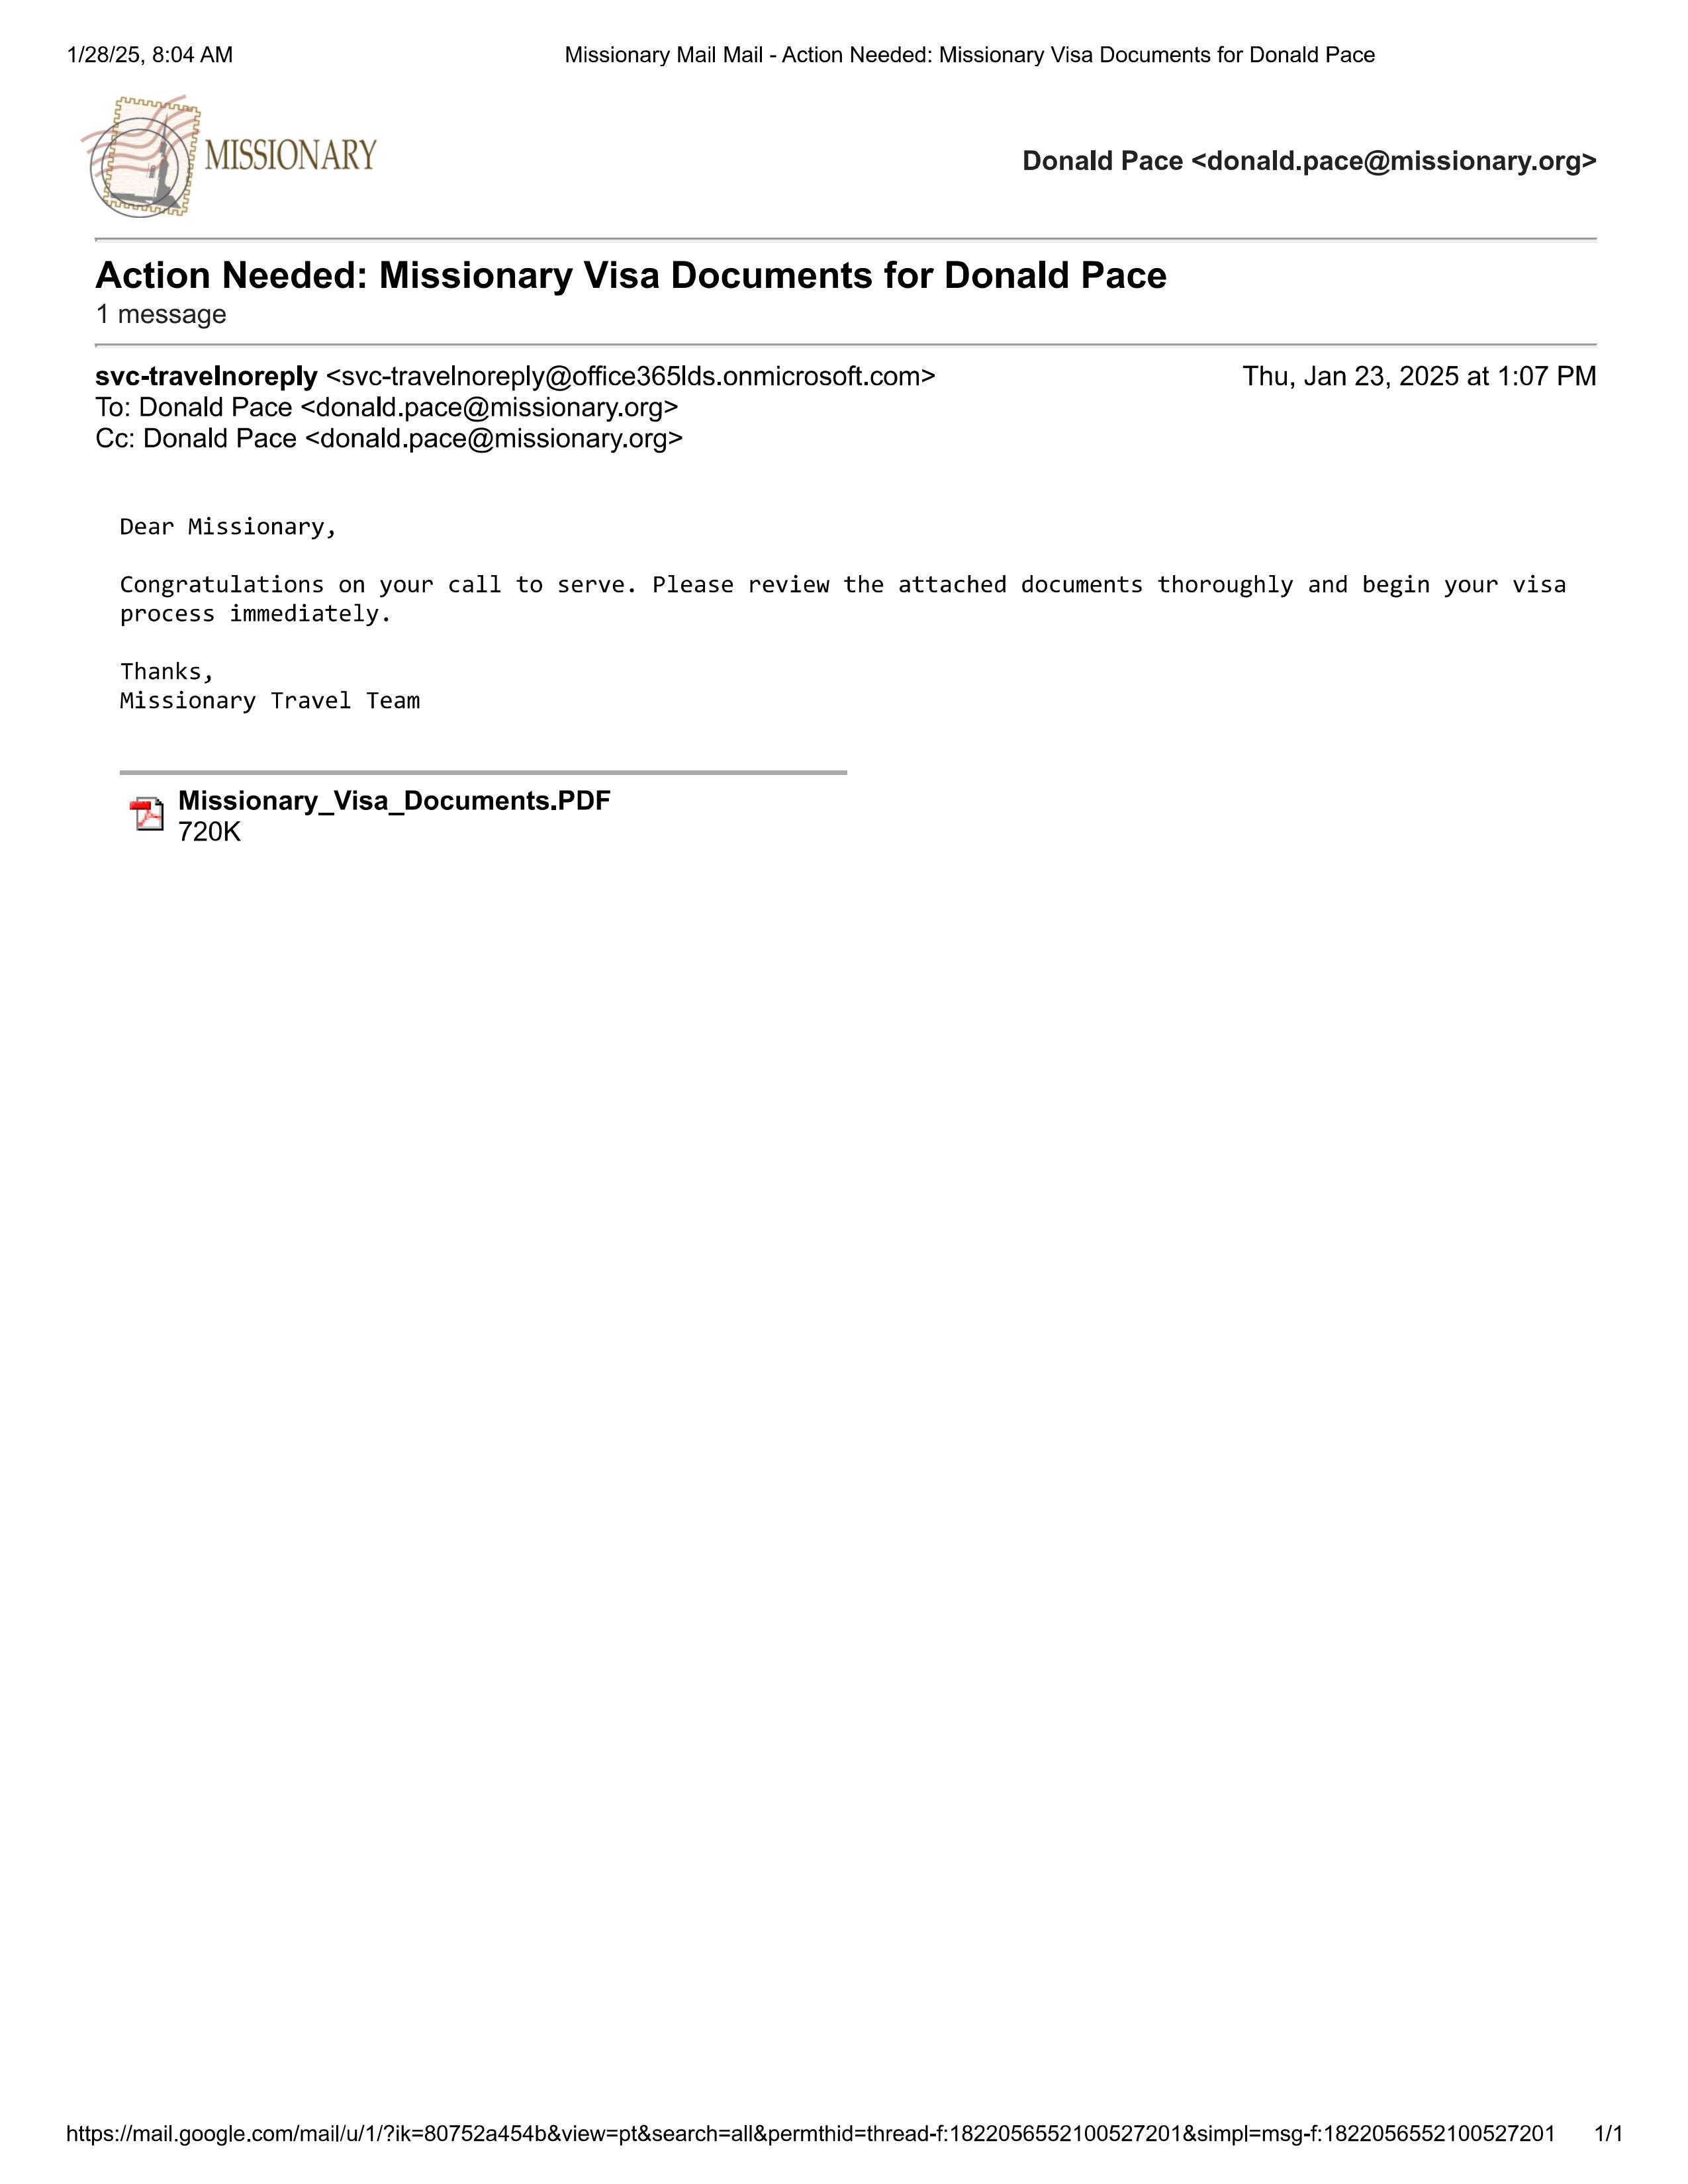 1/28/25, 8:04 AM Missionary Mail Mail - Action Needed: Missionary Visa Documents for Donald Pace
MISSIONARY
Donald Pace <donald.pace@missionary.org>
Action Needed: Missionary Visa Documents for Donald Pace
1 message
svc-travelnoreply <svc-travelnoreply@office365lds.onmicrosoft.com> Thu, Jan 23, 2025 at 1:07 PM
To: Donald Pace <donald.pace@missionary.org>
Cc: Donald Pace <donald.pace@missionary.org>
Dear Missionary,
Congratulations on your call to serve. Please review the attached documents thoroughly and begin your visa
process immediately.
Thanks,
Missionary Travel Team
Missionary_Visa_Documents.PDF
720K
https://mail.google.com/mail/u/1/?ik=80752a454b&view=pt&search=all&permthid=thread-f:1822056552100527201&simpl=msg-f:1822056552100527201 1/1